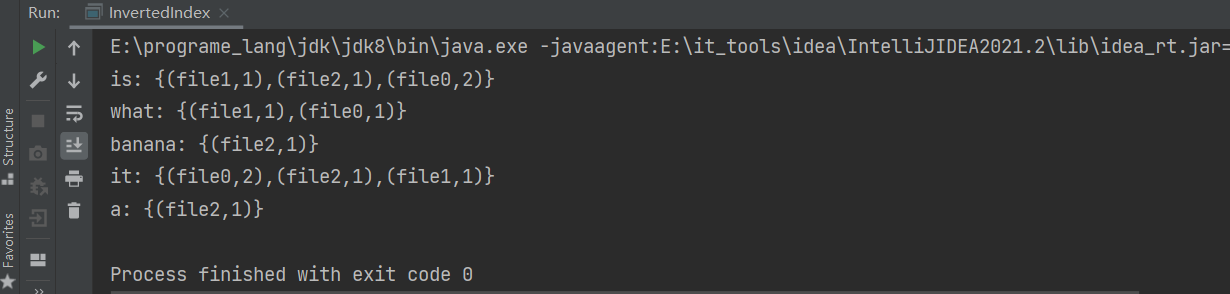 Run: InvertedIndex ×
E:\programe_lang\jdk\jdk8\bin\java.exe -javaagent:E:\it_tools\idea\IntelliJIDEA2021.2\lib\idea_rt.jar=
is: {(file1,1),(file2,1),(file0,2)}
what: {(file1,1),(file0,1)}
banana: {(file2,1)}
it: {(file0,2),(file2,1),(file1,1)}
a: {(file2,1)}
Process finished with exit code 0
Structure
Favorites